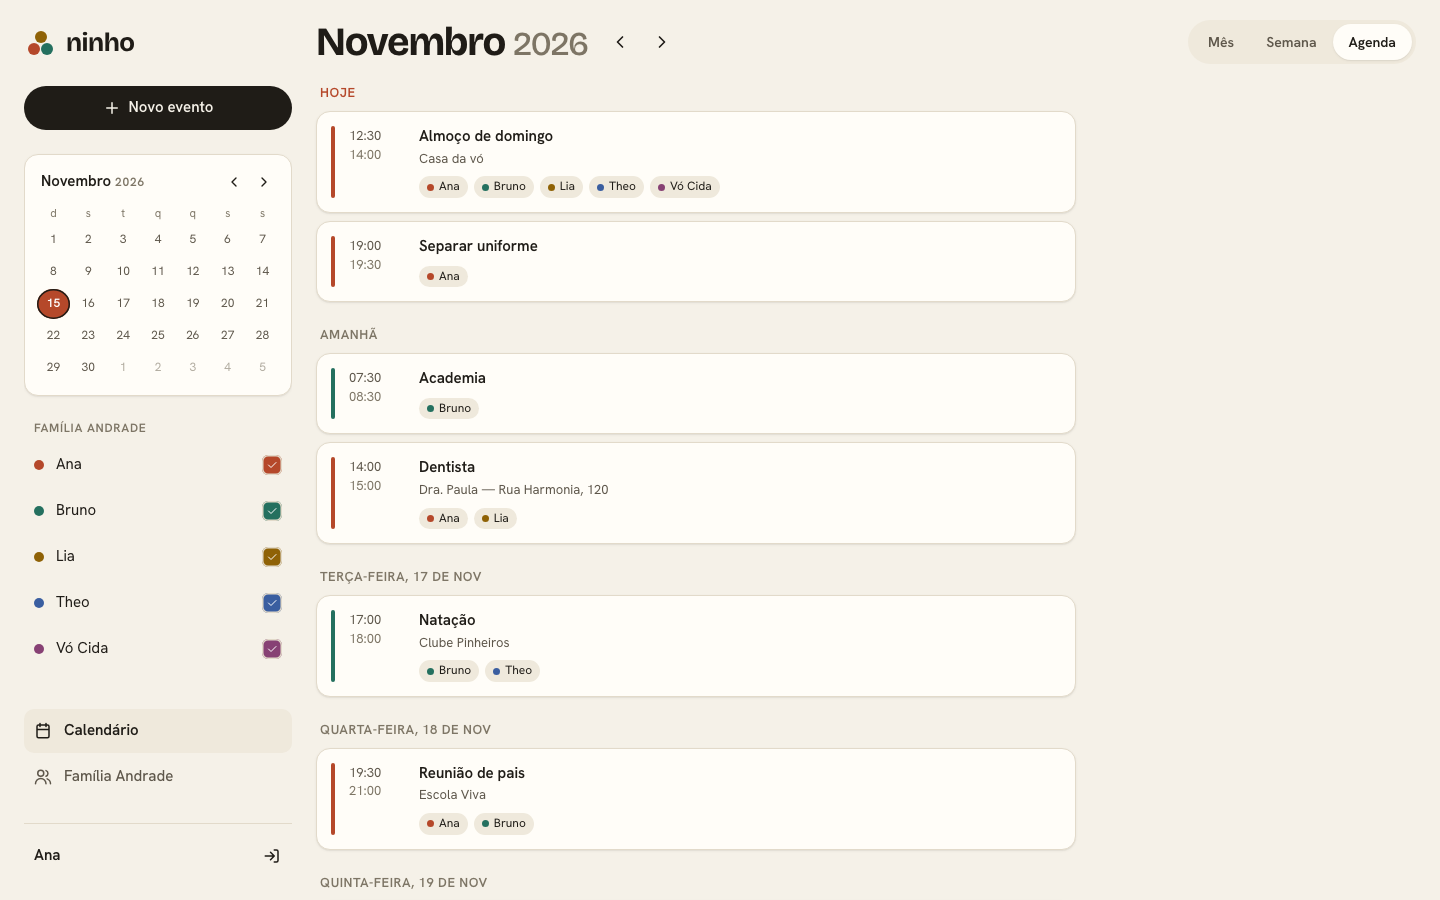 ninho
Novo evento
Novembro 2026
d s t q q s s
1 2 3 4 5 6 7
8 9 10 11 12 13 14
15 16 17 18 19 20 21
22 23 24 25 26 27 28
29 30 1 2 3 4 5
FAMÍLIA ANDRADE
Ana
Bruno
Lia
Theo
Vó Cida
Calendário
Família Andrade
Ana
Novembro 2026
Mês Semana Agenda
HOJE
12:30 Almoço de domingo
14:00 Casa da vó
Ana Bruno Lia Theo Vó Cida
19:00 Separar uniforme
19:30
Ana
AMANHÃ
07:30 Academia
08:30
Bruno
14:00 Dentista
15:00 Dra. Paula — Rua Harmonia, 120
Ana Lia
TERÇA-FEIRA, 17 DE NOV
17:00 Natação
18:00 Clube Pinheiros
Bruno Theo
QUARTA-FEIRA, 18 DE NOV
19:30 Reunião de pais
21:00 Escola Viva
Ana Bruno
QUINTA-FEIRA, 19 DE NOV